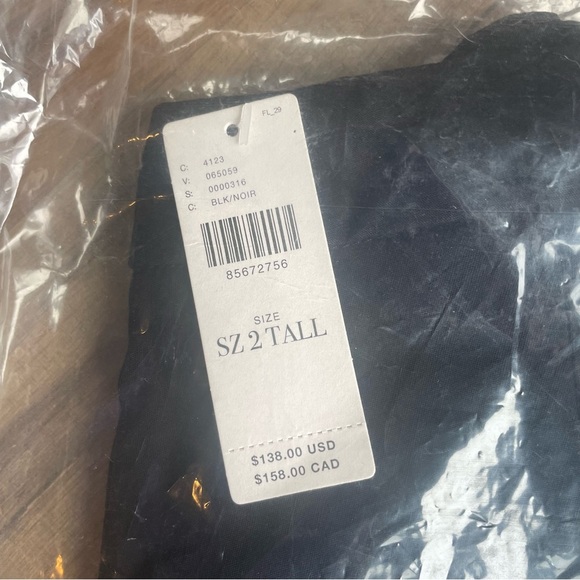 FL_29
C: 4123
V: 065059
S: 0000316
C: BLK/NOIR
85672756
SIZE
SZ 2 TALL
$138.00 USD
$158.00 CAD